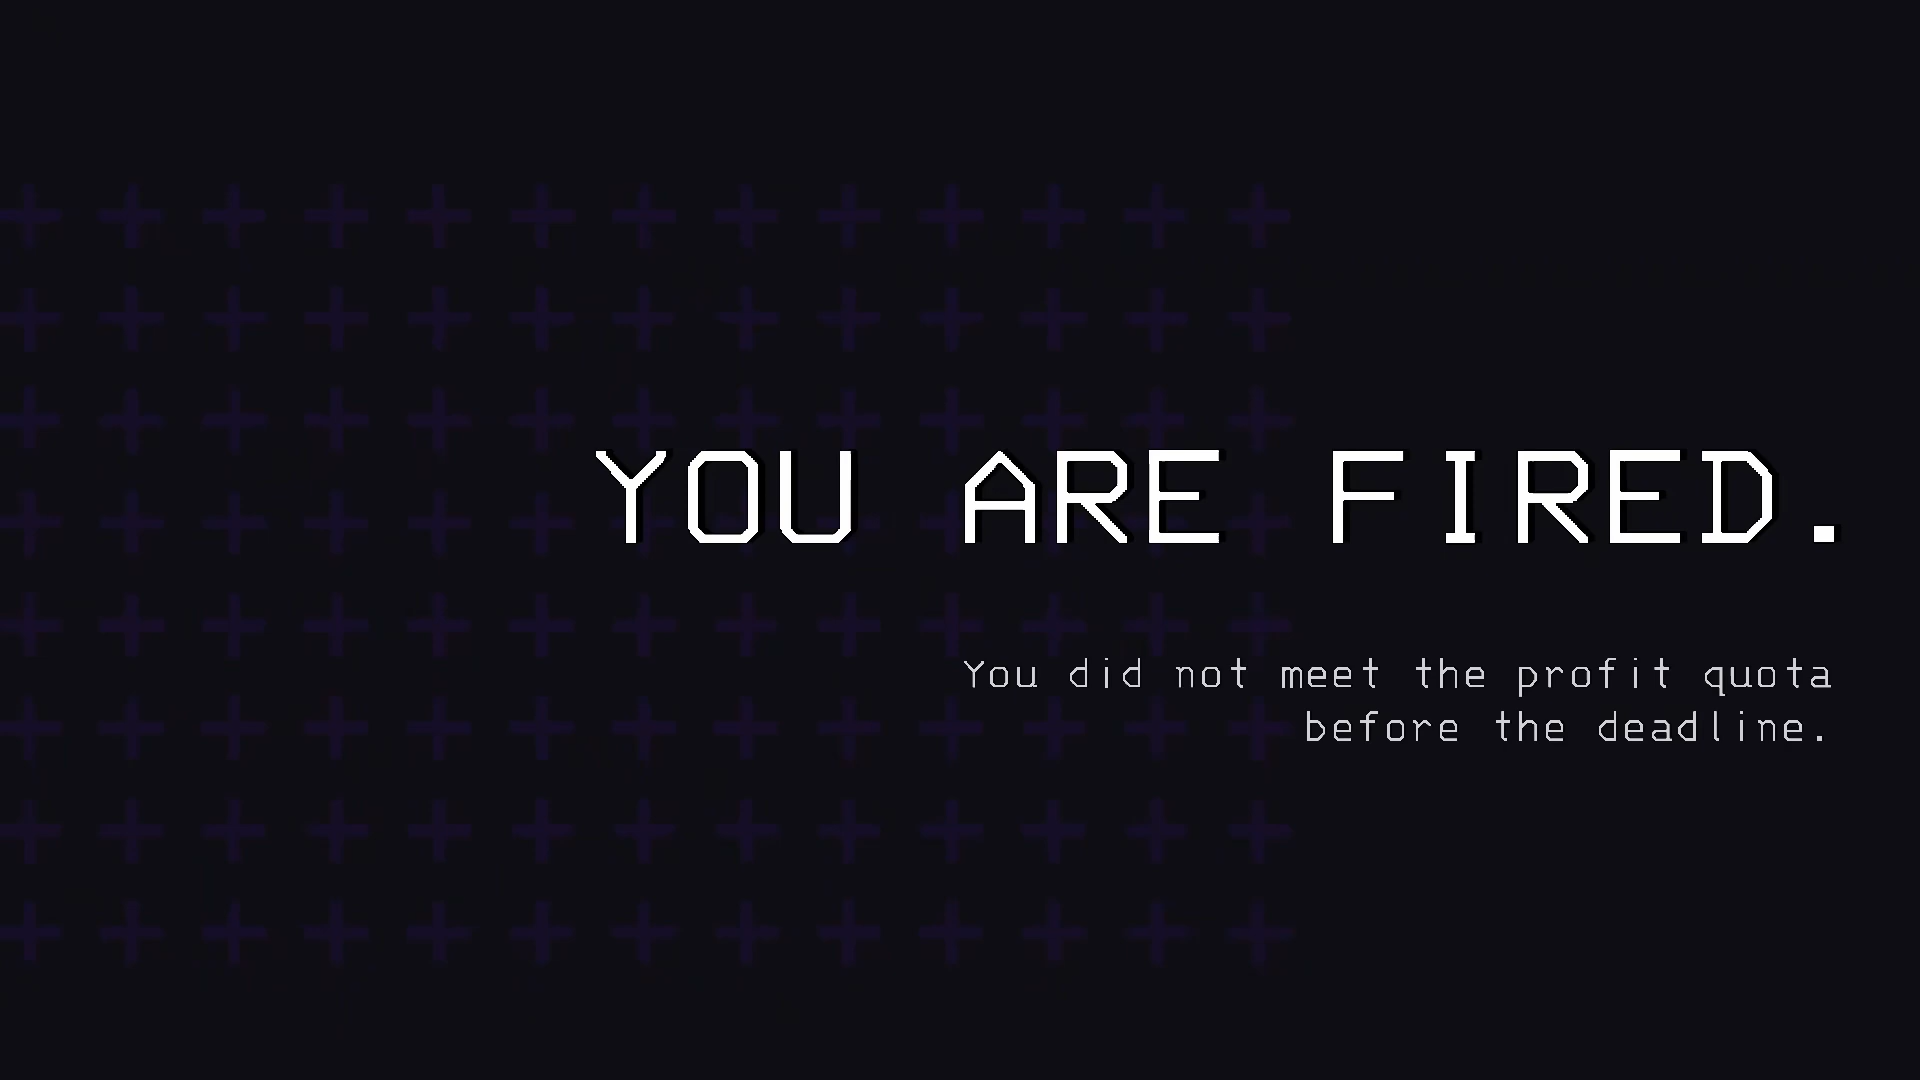 YOU ARE FIRED.
You did not meet the profit quota
before the deadline.